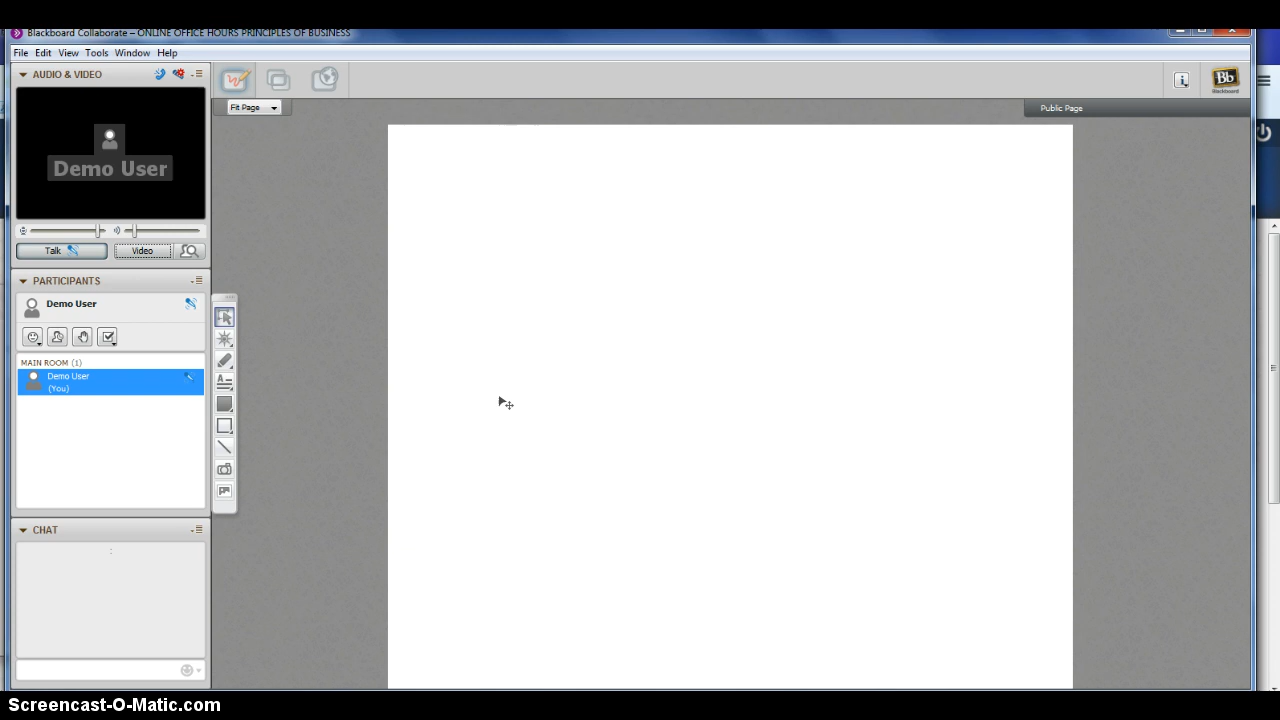 Blackboard Collaborate – ONLINE OFFICE HOURS PRINCIPLES OF BUSINESS
File Edit View Tools Window Help
AUDIO & VIDEO
Demo User
Talk
Video
PARTICIPANTS
Demo User
MAIN ROOM (1)
Demo User
(You)
CHAT
Fit Page
Public Page
i
Bb
Blackboard
A
Screencast-O-Matic.com